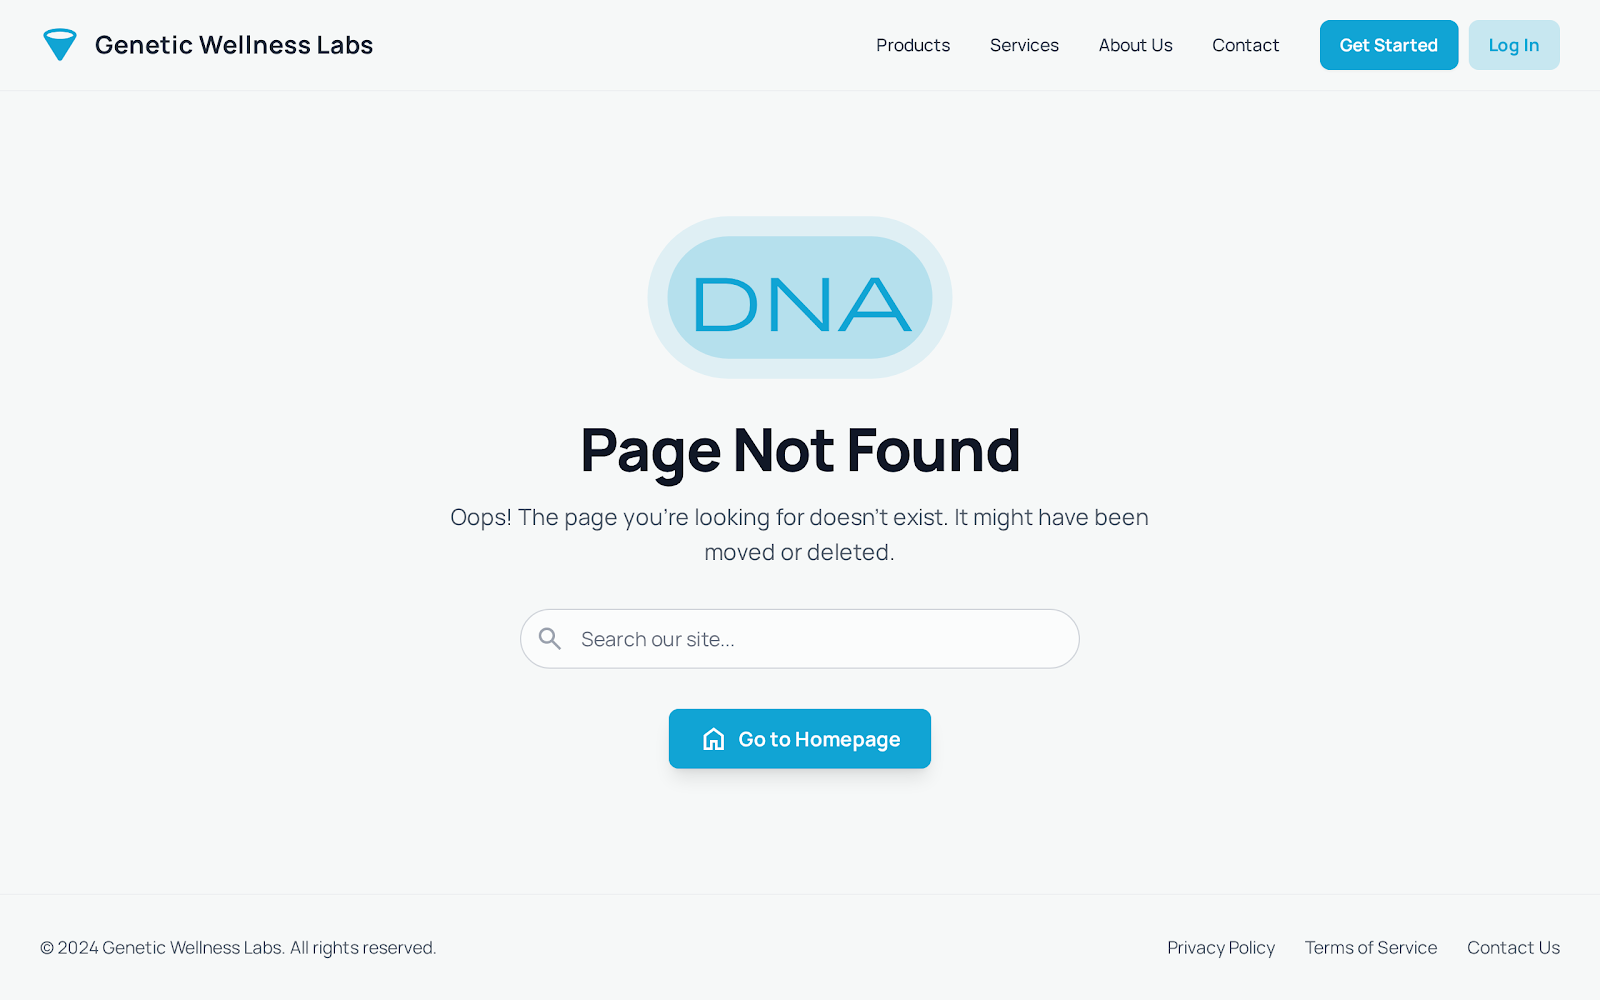 Genetic Wellness Labs
Products
Services
About Us
Contact
Get Started
Log In
DNA
Page Not Found
Oops! The page you're looking for doesn't exist. It might have been
moved or deleted.
Search our site...
Go to Homepage
© 2024 Genetic Wellness Labs. All rights reserved.
Privacy Policy
Terms of Service
Contact Us